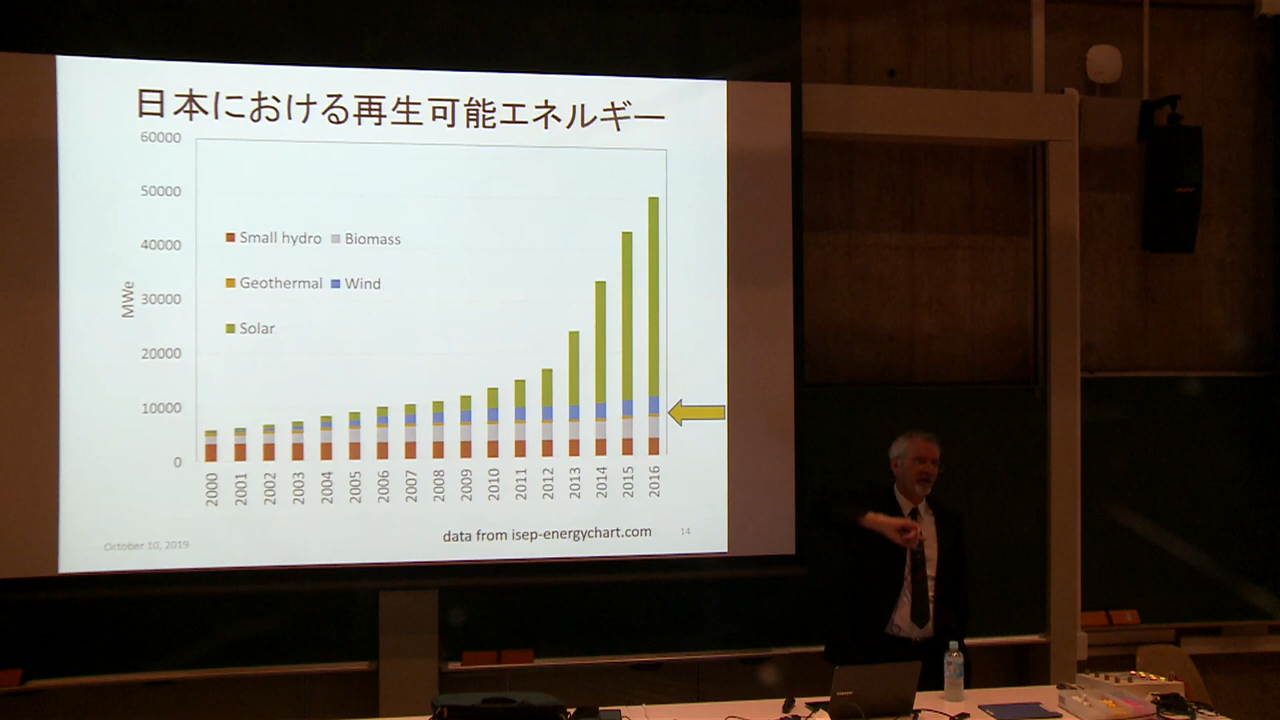 日本における再生可能エネルギー
60000
50000
40000
30000
20000
10000
0
MWe
Small hydro Biomass
Geothermal Wind
Solar
2000 2001 2002 2003 2004 2005 2006 2007 2008 2009 2010 2011 2012 2013 2014 2015 2016
data from isep-energychart.com
14
October 10, 2019